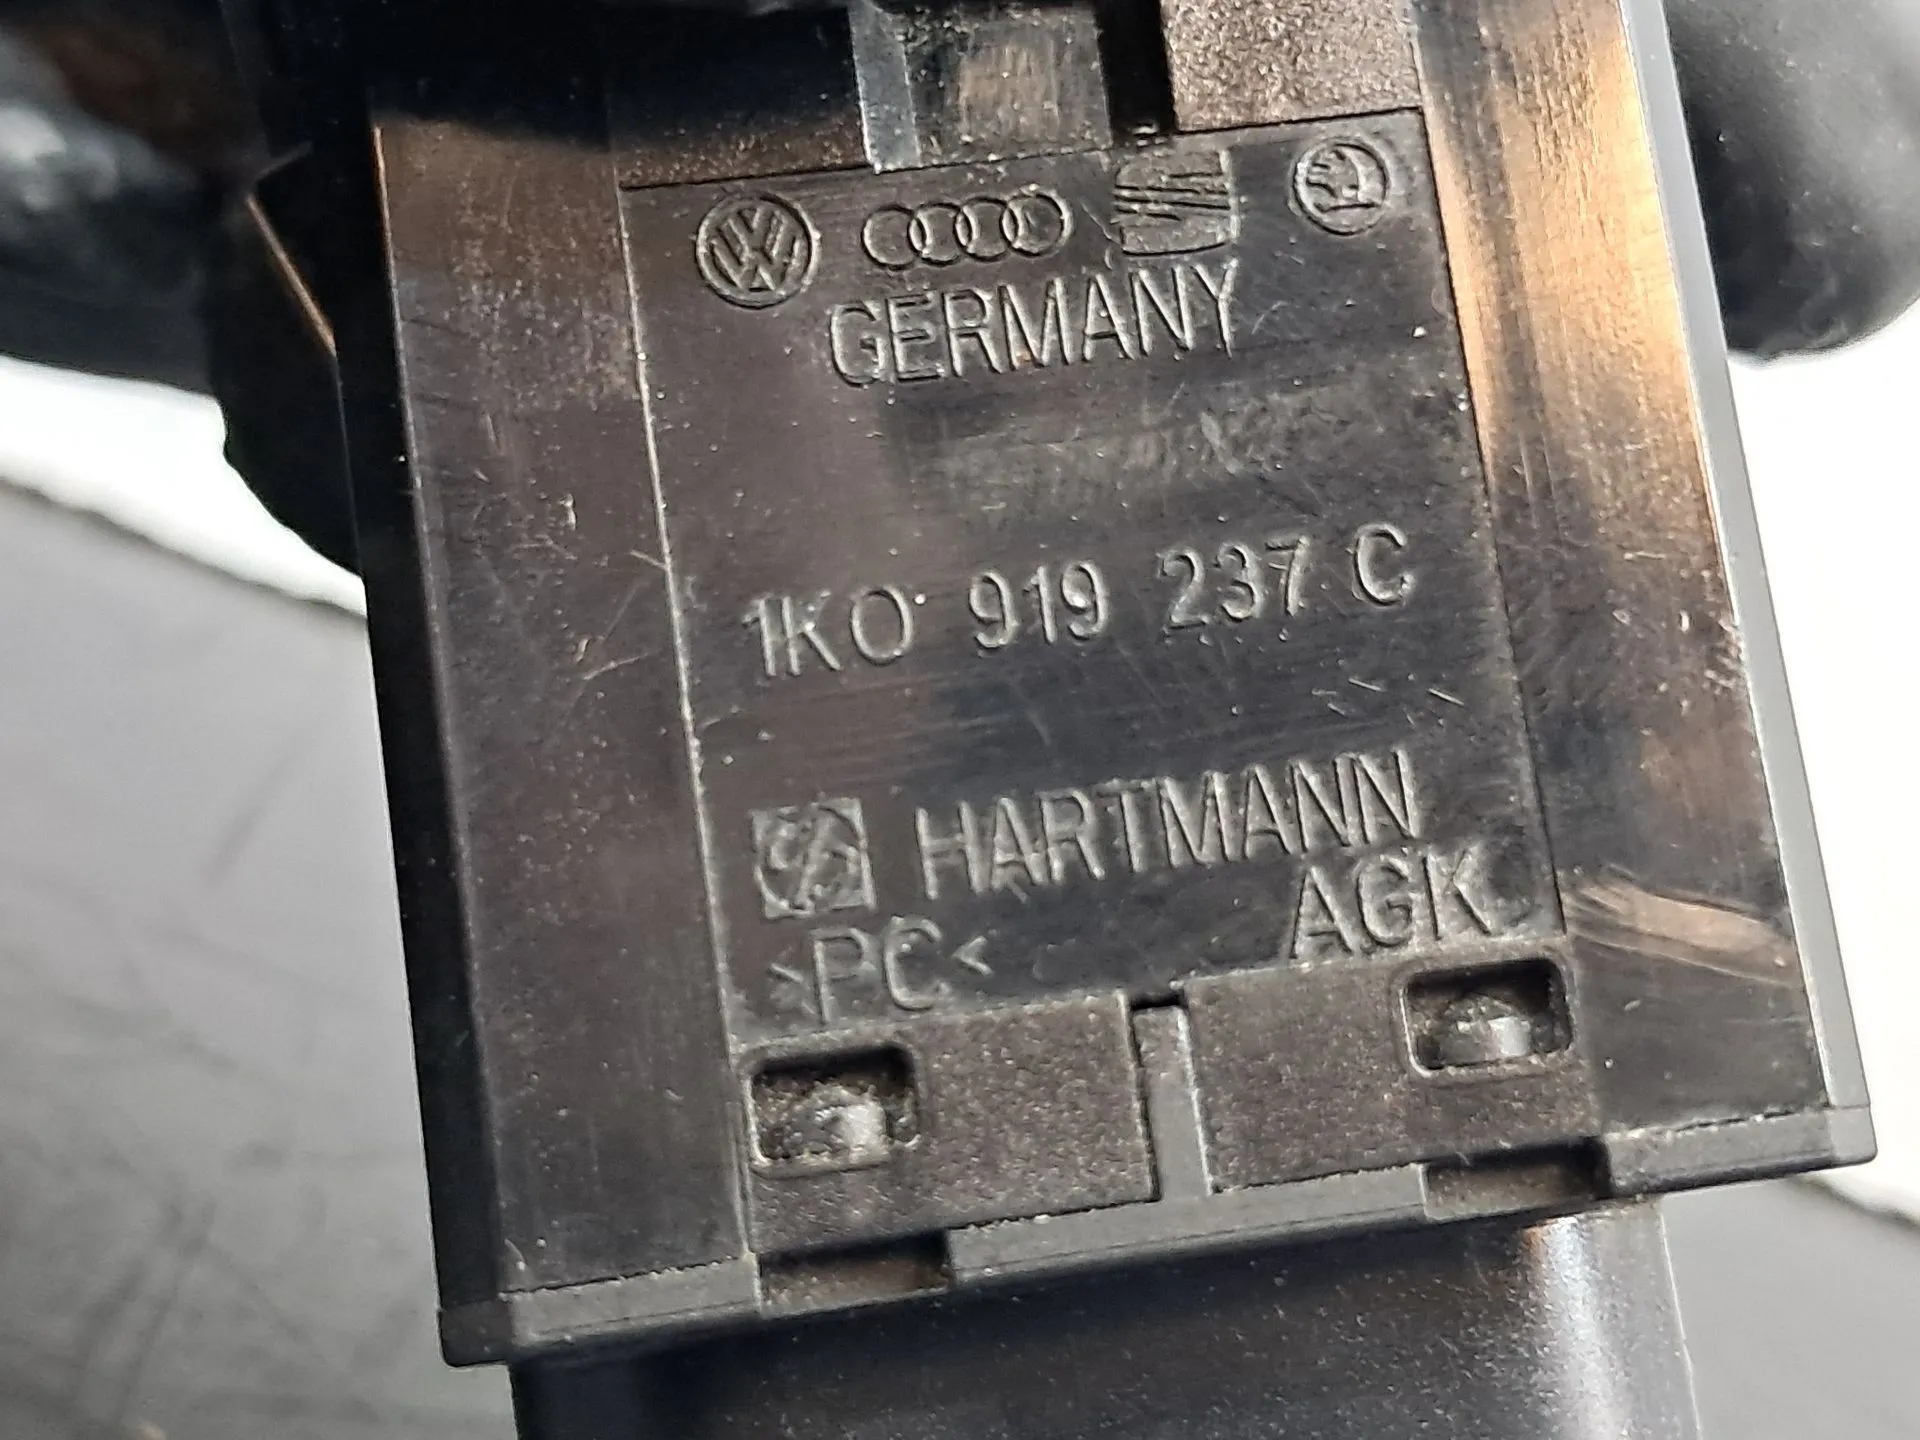 GERMANY
1K0 919 237 C
HARTMANN
AGK
>PC<